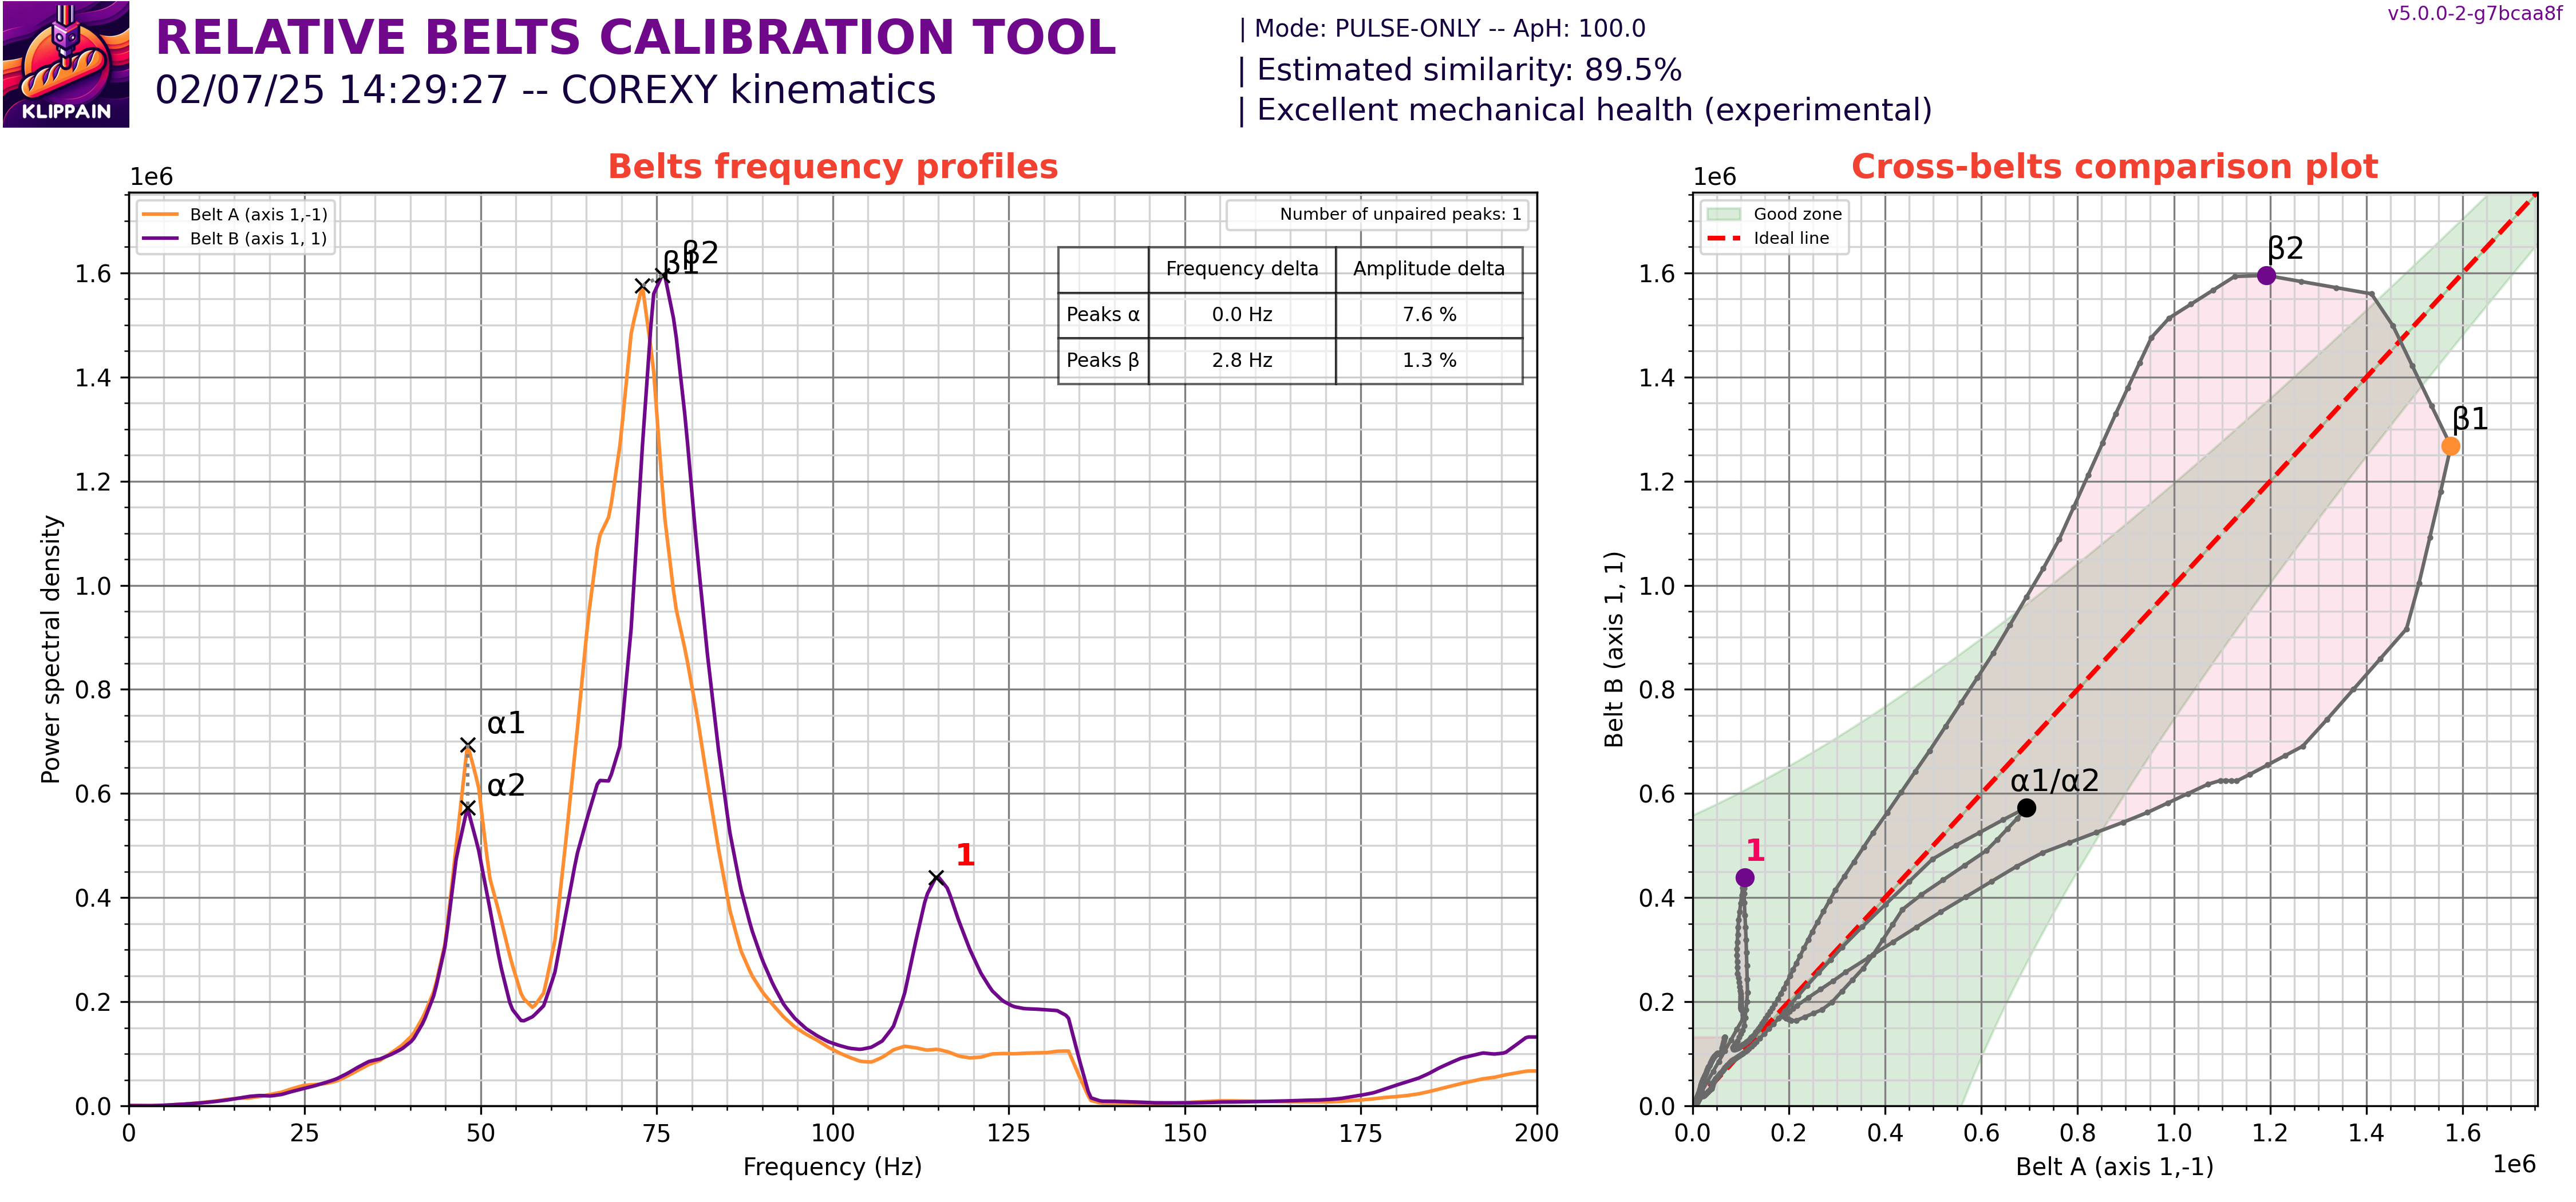 KLIPPAIN
RELATIVE BELTS CALIBRATION TOOL
02/07/25 14:29:27 -- COREXY kinematics
| Mode: PULSE-ONLY -- ApH: 100.0
| Estimated similarity: 89.5%
| Excellent mechanical health (experimental)
v5.0.0-2-g7bcaa8f
Belts frequency profiles
1e6
Belt A (axis 1,-1)
Belt B (axis 1, 1)
Number of unpaired peaks: 1
Frequency delta Amplitude delta
Peaks α 0.0 Hz 7.6 %
Peaks β 2.8 Hz 1.3 %
β1 β2
α1
α2
1
1.6
1.4
1.2
1.0
0.8
0.6
0.4
0.2
0.0
0 25 50 75 100 125 150 175 200
Power spectral density
Frequency (Hz)
Cross-belts comparison plot
1e6
Good zone
Ideal line
β2
β1
α1/α2
1
1.6
1.4
1.2
1.0
0.8
0.6
0.4
0.2
0.0
0.0 0.2 0.4 0.6 0.8 1.0 1.2 1.4 1.6
Belt B (axis 1, 1)
Belt A (axis 1,-1)
1e6